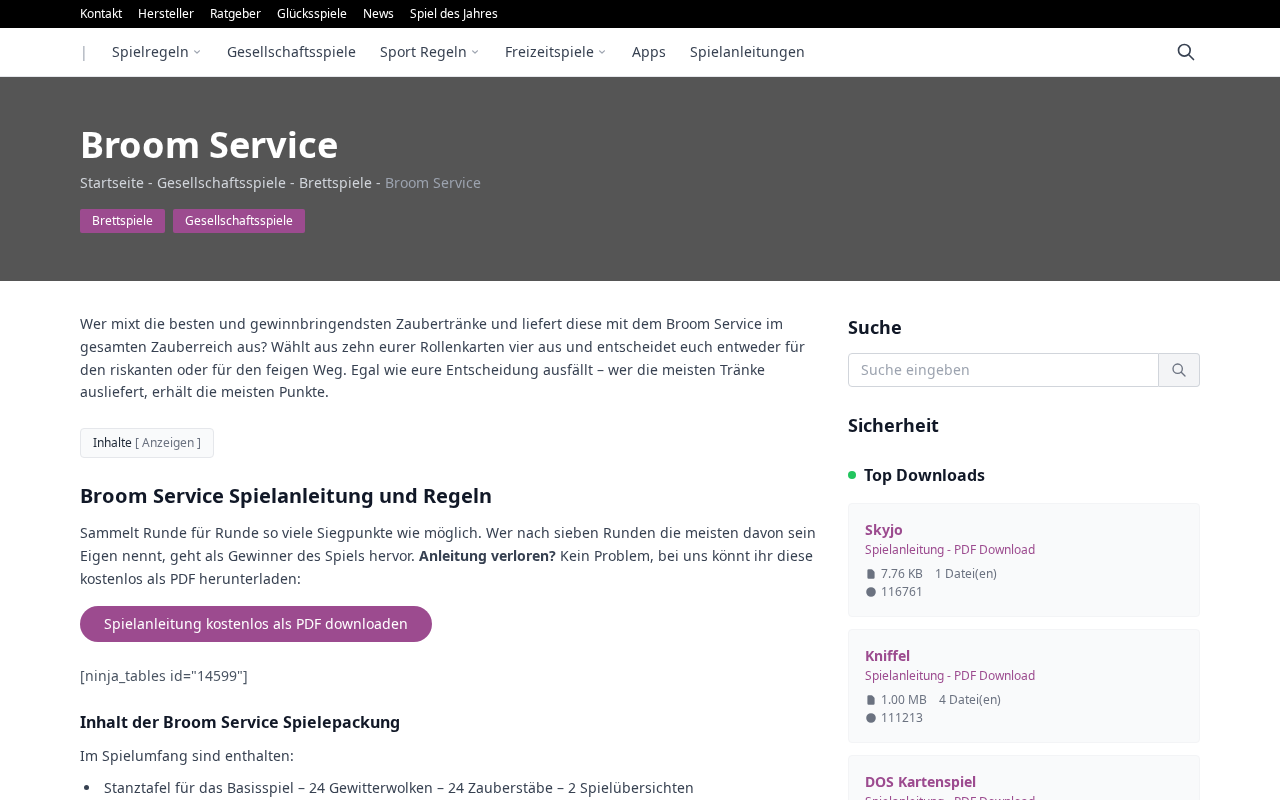 Kontakt Hersteller Ratgeber Glücksspiele News Spiel des Jahres
| Spielregeln Gesellschaftsspiele Sport Regeln Freizeitspiele Apps Spielanleitungen
Broom Service
Startseite - Gesellschaftsspiele - Brettspiele - Broom Service
Brettspiele Gesellschaftsspiele
Wer mixt die besten und gewinnbringendsten Zaubertränke und liefert diese mit dem Broom Service im
gesamten Zauberreich aus? Wählt aus zehn eurer Rollenkarten vier aus und entscheidet euch entweder für
den riskanten oder für den feigen Weg. Egal wie eure Entscheidung ausfällt – wer die meisten Tränke
ausliefert, erhält die meisten Punkte.
Inhalte [ Anzeigen ]
Broom Service Spielanleitung und Regeln
Sammelt Runde für Runde so viele Siegpunkte wie möglich. Wer nach sieben Runden die meisten davon sein
Eigen nennt, geht als Gewinner des Spiels hervor. Anleitung verloren? Kein Problem, bei uns könnt ihr diese
kostenlos als PDF herunterladen:
Spielanleitung kostenlos als PDF downloaden
[ninja_tables id="14599"]
Inhalt der Broom Service Spielepackung
Im Spielumfang sind enthalten:
• Stanztafel für das Basisspiel – 24 Gewitterwolken – 24 Zauberstäbe – 2 Spielübersichten
Suche
Suche eingeben
Sicherheit
Top Downloads
Skyjo
Spielanleitung - PDF Download
7.76 KB 1 Datei(en)
116761
Kniffel
Spielanleitung - PDF Download
1.00 MB 4 Datei(en)
111213
DOS Kartenspiel
Spielanleitung - PDF Download